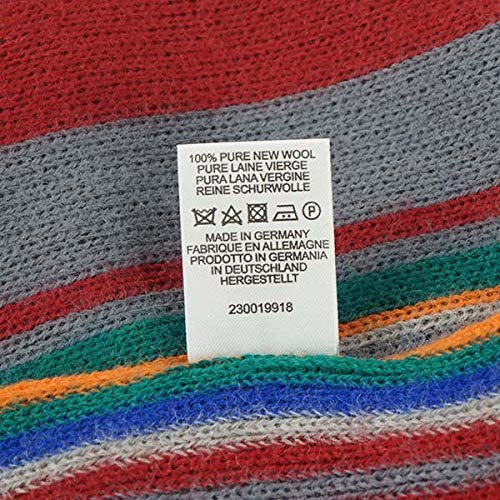 100% PURE NEW WOOL
PURE LAINE VIERGE
PURA LANA VERGINE
REINE SCHURWOLLE
P
MADE IN GERMANY
FABRIQUE EN ALLEMAGNE
PRODOTTO IN GERMANIA
IN DEUTSCHLAND
HERGESTELLT
230019918